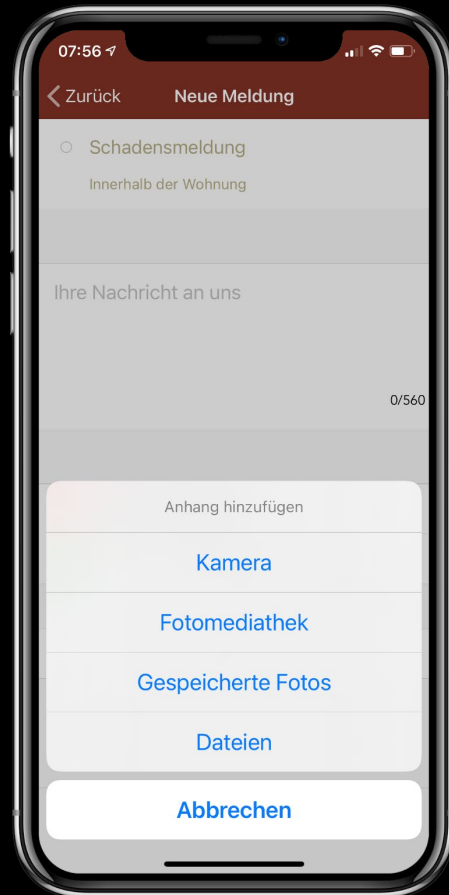 07:56
Zurück
Neue Meldung
Schadensmeldung
Innerhalb der Wohnung
Ihre Nachricht an uns
0/560
Anhang hinzufügen
Kamera
Fotomediathek
Gespeicherte Fotos
Dateien
Abbrechen